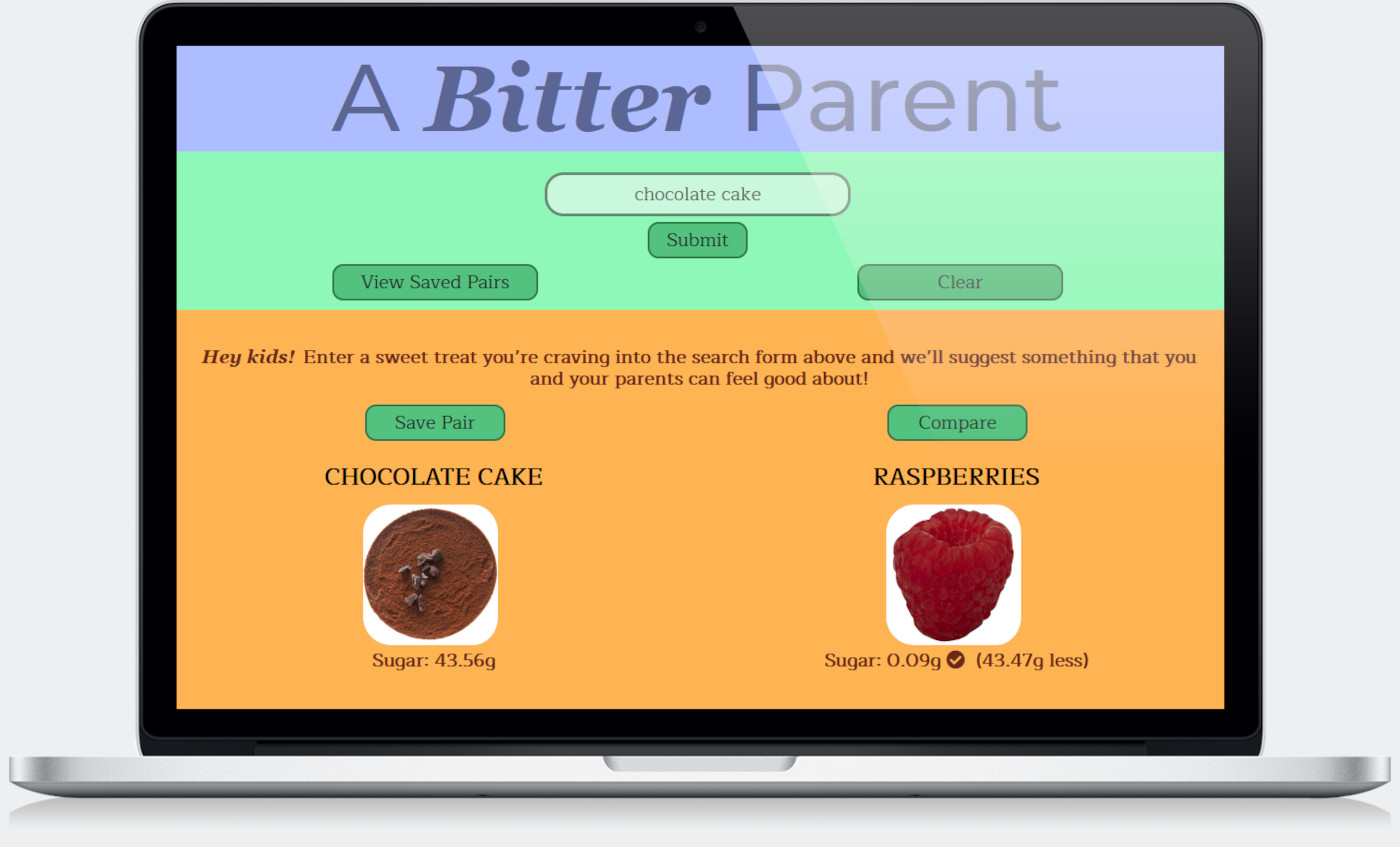 A Bitter Parent
chocolate cake
Submit
View Saved Pairs
Clear
Hey kids! Enter a sweet treat you’re craving into the search form above and we’ll suggest something that you
and your parents can feel good about!
Save Pair
Compare
CHOCOLATE CAKE
RASPBERRIES
Sugar: 43.56g
Sugar: 0.09g (43.47g less)